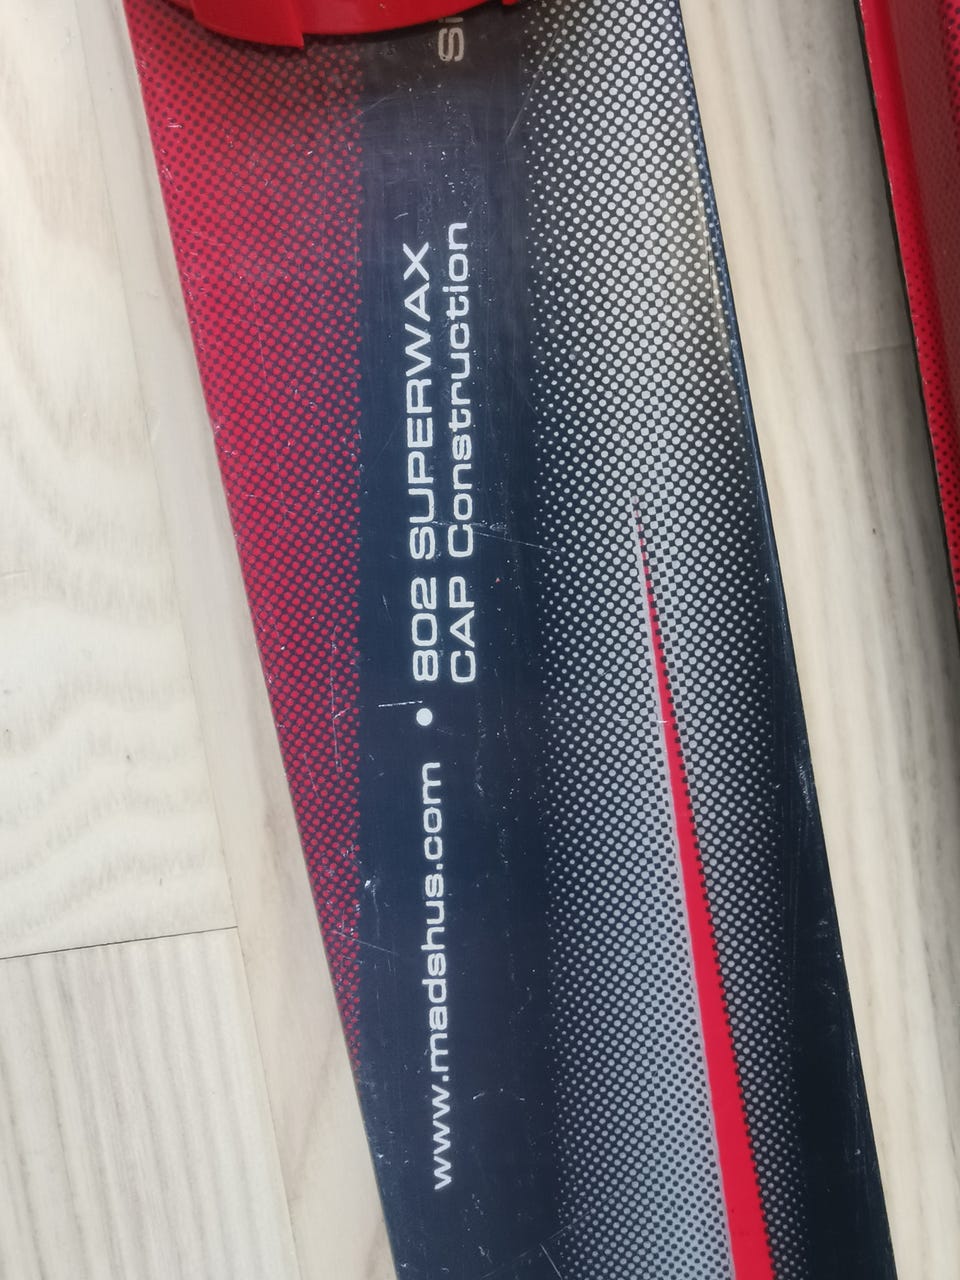 www.madshus.com • 802 SUPERWAX
CAP Construction